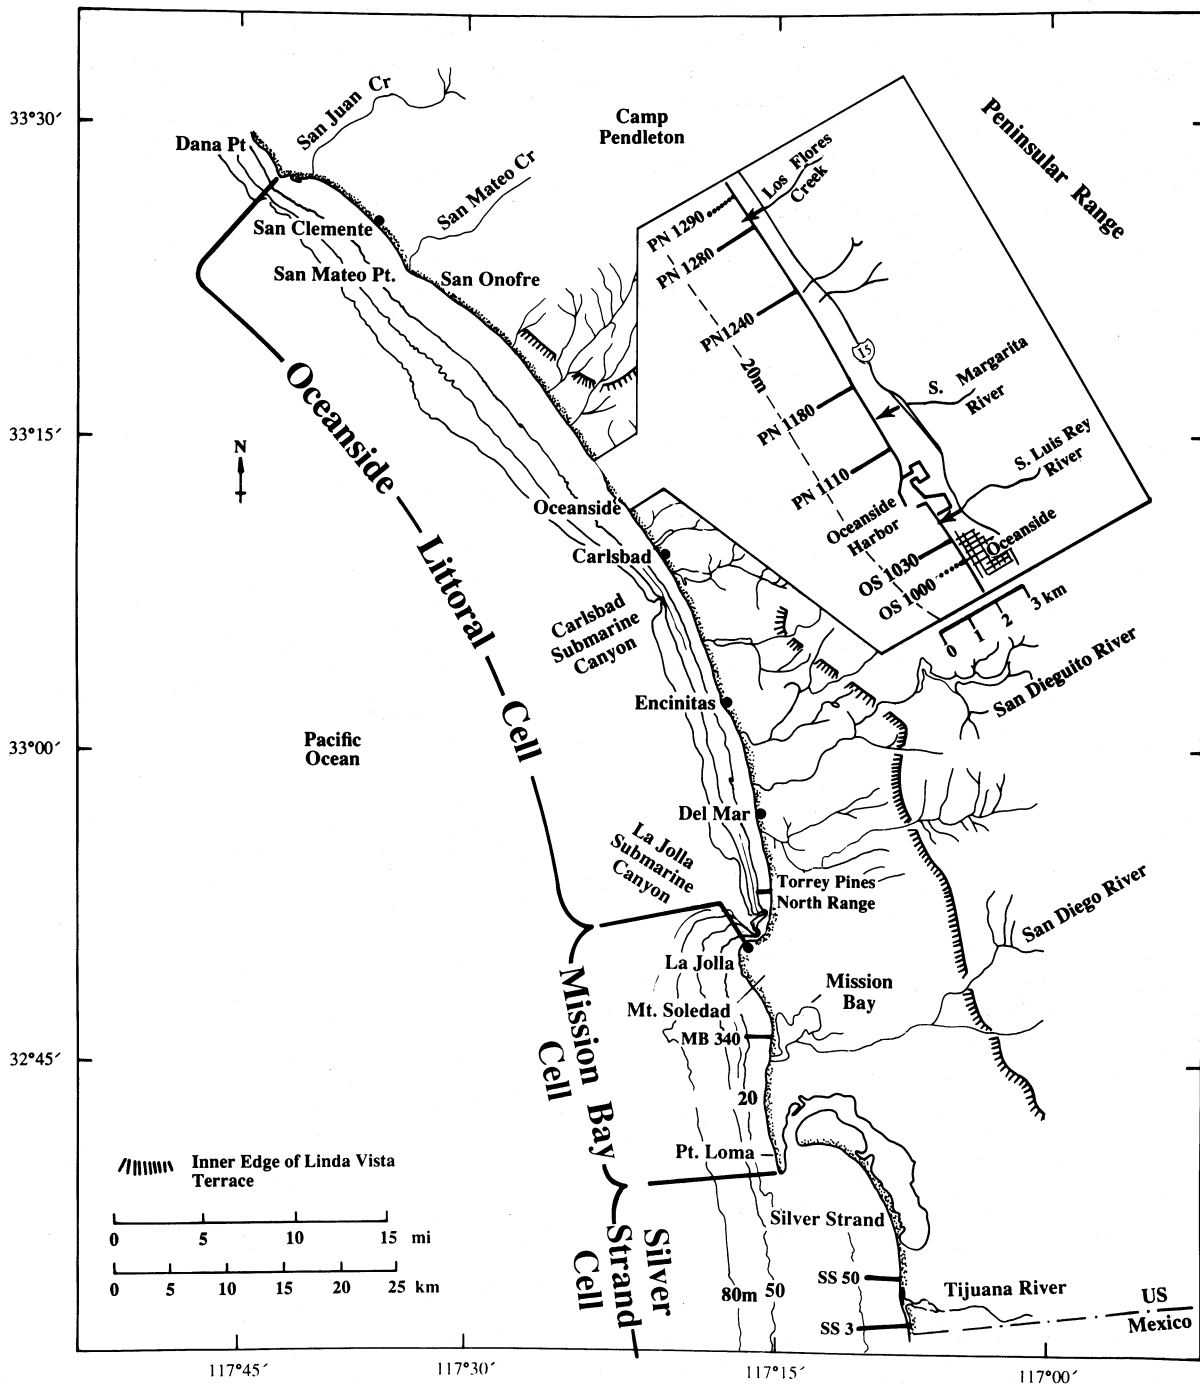 33°30′
33°15′
33°00′
32°45′
117°45′
117°30′
117°15′
117°00′
Dana Pt
San Juan Cr
San Mateo Cr
San Clemente
San Mateo Pt.
San Onofre
Camp
Pendleton
Peninsular Range
Los Flores
Creek
PN 1290
PN 1280
PN1240
20m
PN 1180
PN 1110
15
S. Margarita
River
S. Luis Rey
River
Oceanside
Harbor
Oceanside
OS 1030
OS 1000
0 1 2 3 km
N
Oceanside Littoral Cell
Oceanside
Carlsbad
Carlsbad
Submarine
Canyon
Encinitas
San Dieguito River
Pacific
Ocean
Del Mar
La Jolla
Submarine
Canyon
Torrey Pines
North Range
San Diego River
La Jolla
Mission
Bay
Mt. Soledad
MB 340
Mission Bay
Cell
20
Pt. Loma
Inner Edge of Linda Vista
Terrace
0 5 10 15 mi
0 5 10 15 20 25 km
Silver
Strand
Cell
Silver Strand
80m 50
SS 50
SS 3
Tijuana River
US
Mexico